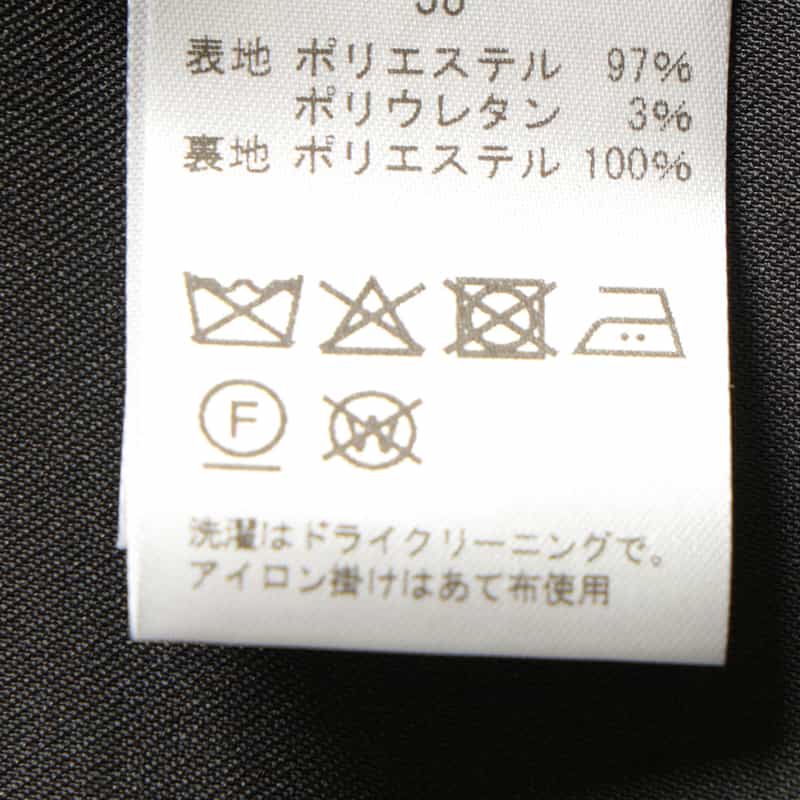 38
表地 ポリエステル 97%
ポリウレタン 3%
裏地 ポリエステル 100%
F W
洗濯はドライクリーニングで。
アイロン掛けはあて布使用